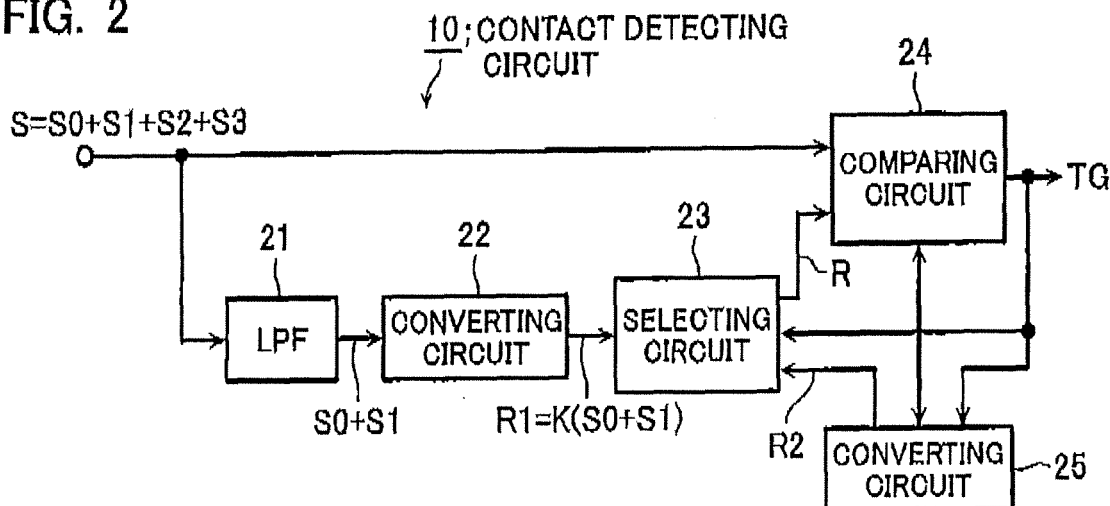 FIG. 2
10;CONTACT DETECTING
CIRCUIT
24
S=S0+S1+S2+S3
COMPARING
CIRCUIT
TG
21
22
23
R
LPF
CONVERTING
CIRCUIT
SELECTING
CIRCUIT
S0+S1
R1=K(S0+S1)
R2
CONVERTING
CIRCUIT
25